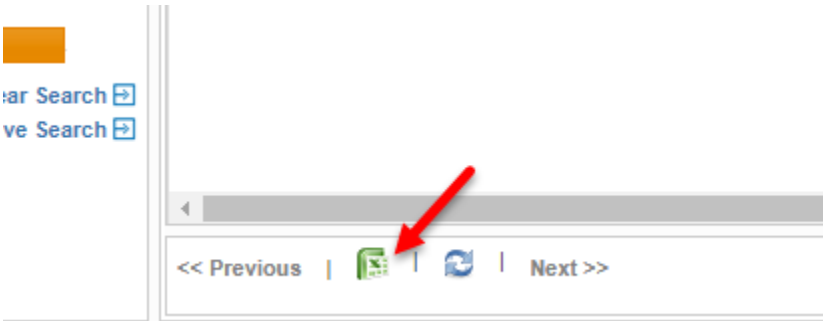 ear Search
ve Search
<< Previous | | | Next >>